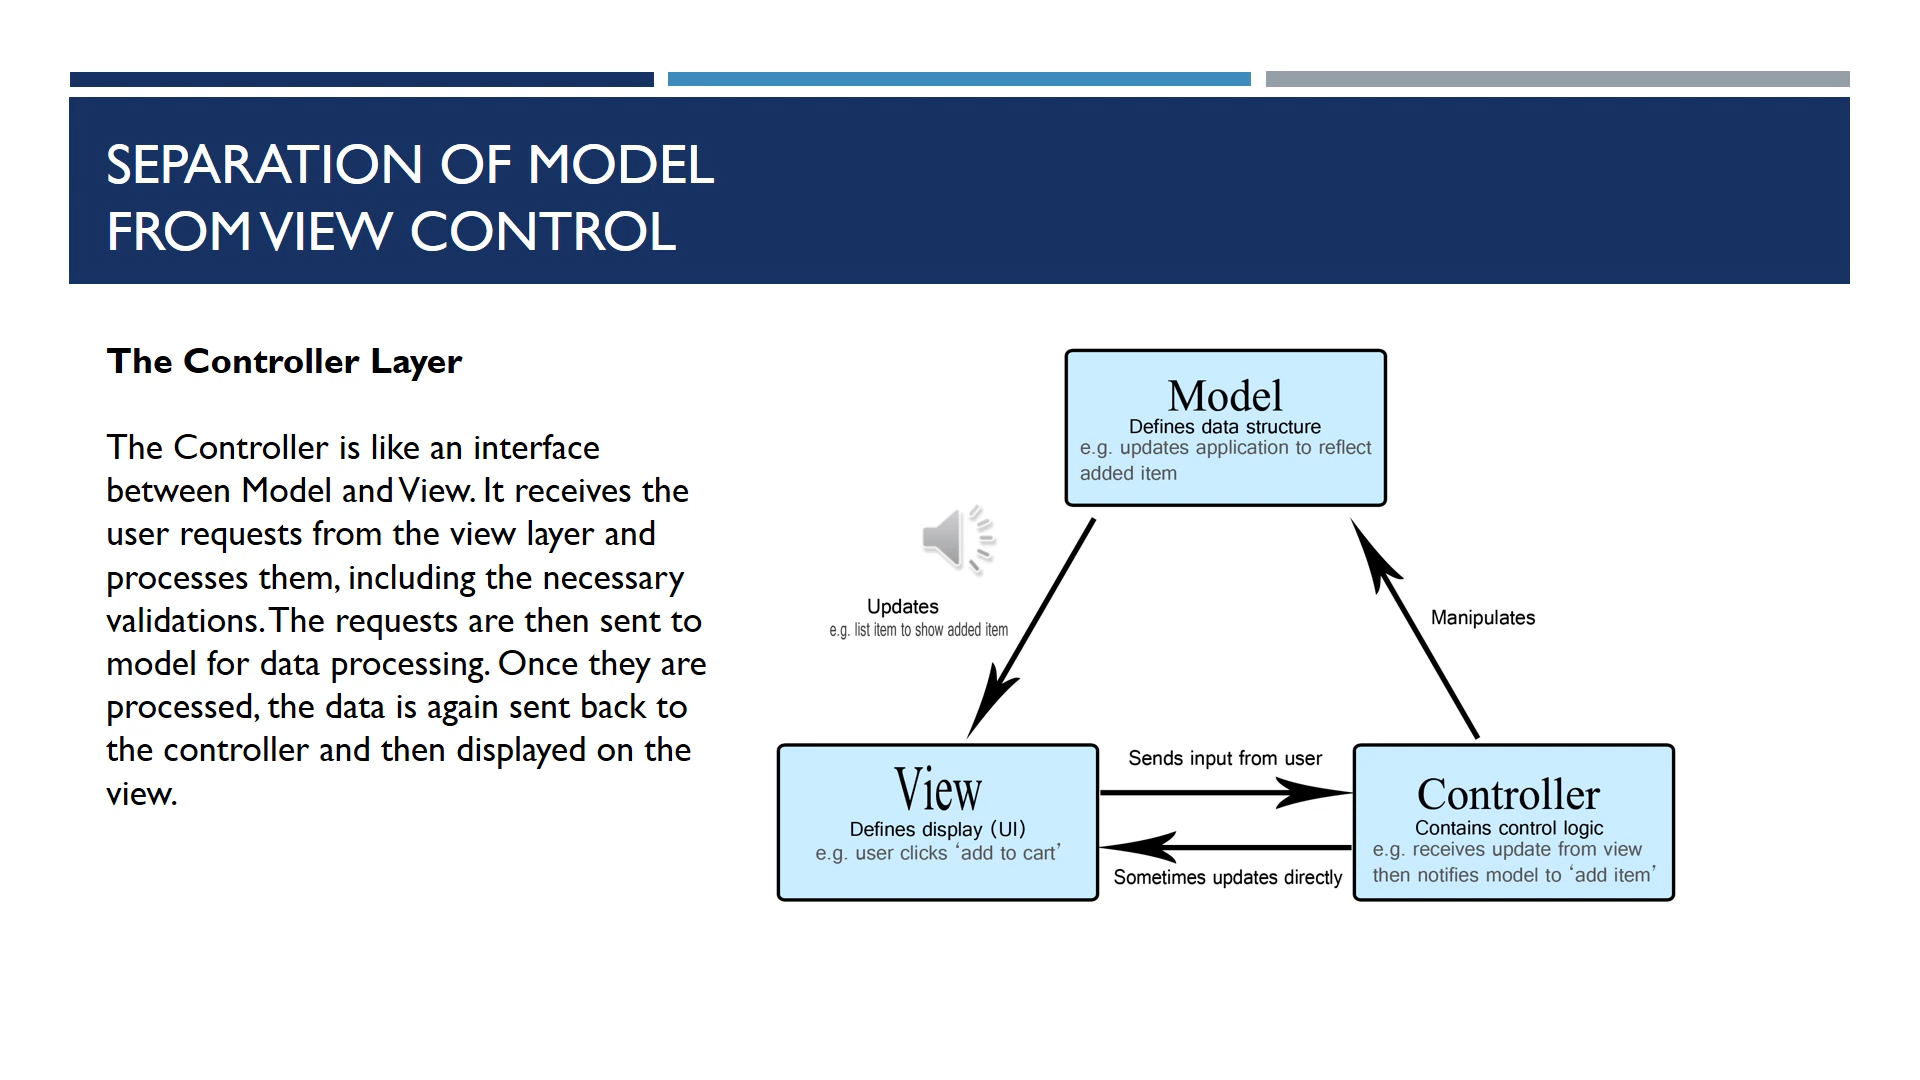 SEPARATION OF MODEL
FROM VIEW CONTROL
The Controller Layer
The Controller is like an interface
between Model and View. It receives the
user requests from the view layer and
processes them, including the necessary
validations. The requests are then sent to
model for data processing. Once they are
processed, the data is again sent back to
the controller and then displayed on the
view.
Model
Defines data structure
e.g. updates application to reflect
added item
Updates
e.g. list item to show added item
Manipulates
View
Defines display (UI)
e.g. user clicks ‘add to cart’
Sends input from user
Sometimes updates directly
Controller
Contains control logic
e.g. receives update from view
then notifies model to ‘add item’